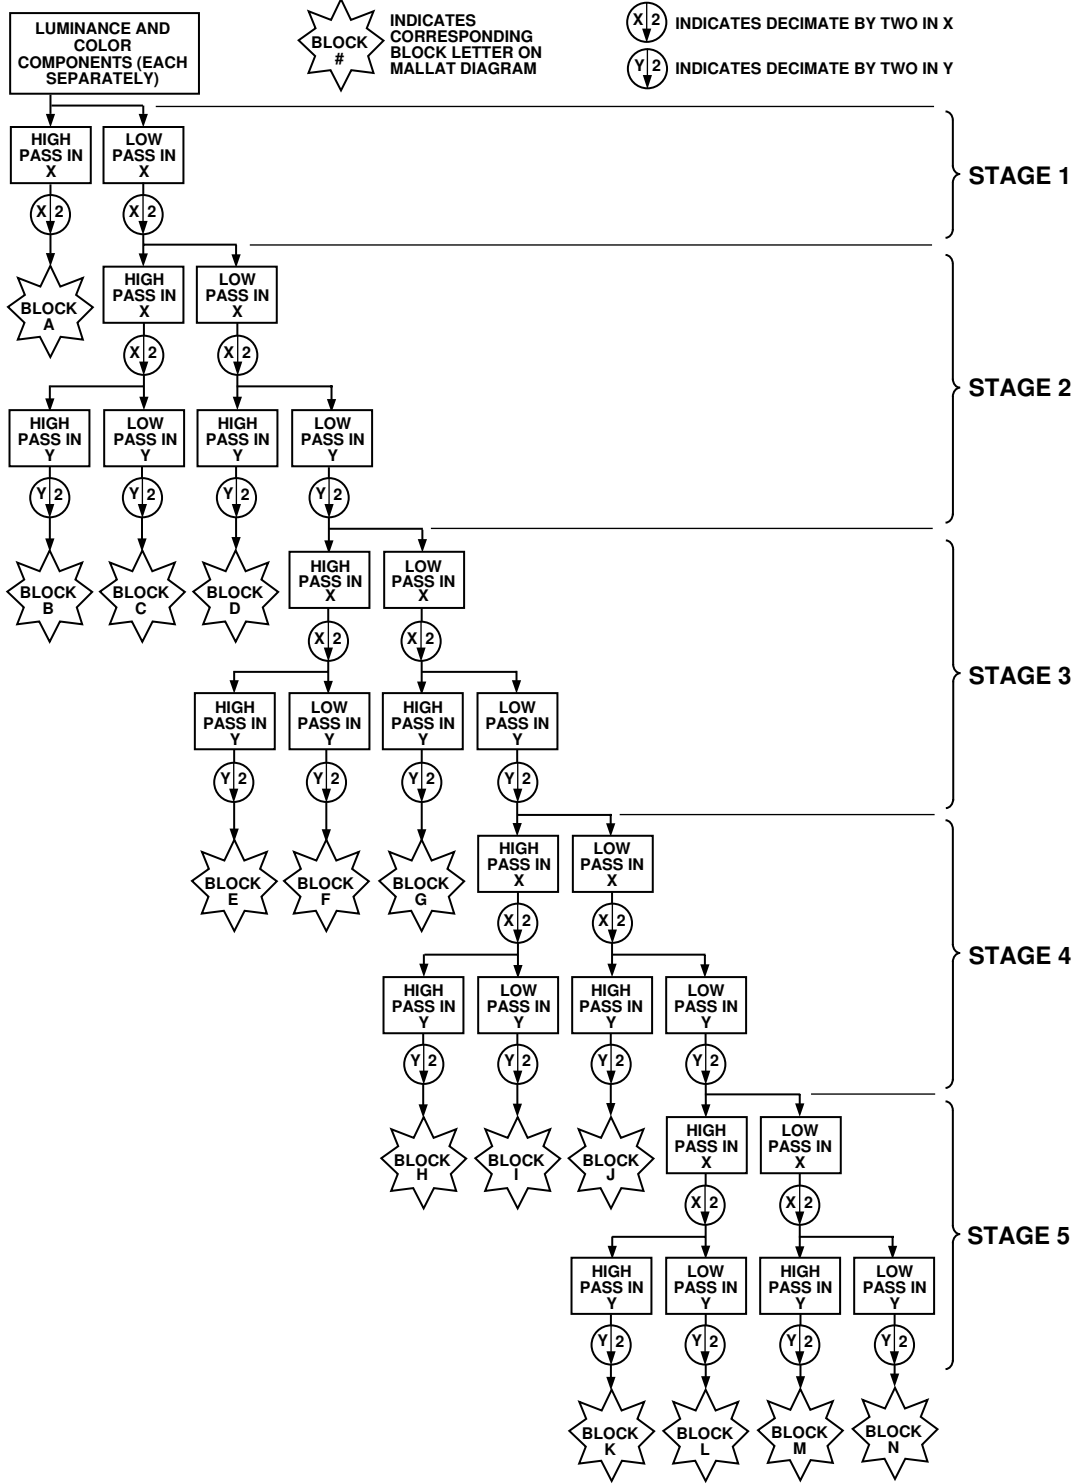 LUMINANCE AND
COLOR
COMPONENTS (EACH
SEPARATELY)
BLOCK
#
INDICATES
CORRESPONDING
BLOCK LETTER ON
MALLAT DIAGRAM
X 2
INDICATES DECIMATE BY TWO IN X
Y 2
INDICATES DECIMATE BY TWO IN Y
HIGH
PASS IN
X
LOW
PASS IN
X
STAGE 1
X 2
X 2
BLOCK
A
HIGH
PASS IN
X
LOW
PASS IN
X
X 2
X 2
STAGE 2
HIGH
PASS IN
Y
LOW
PASS IN
Y
HIGH
PASS IN
Y
LOW
PASS IN
Y
Y 2
Y 2
Y 2
Y 2
BLOCK
B
BLOCK
C
BLOCK
D
HIGH
PASS IN
X
LOW
PASS IN
X
X 2
X 2
STAGE 3
HIGH
PASS IN
Y
LOW
PASS IN
Y
HIGH
PASS IN
Y
LOW
PASS IN
Y
Y 2
Y 2
Y 2
Y 2
BLOCK
E
BLOCK
F
BLOCK
G
HIGH
PASS IN
X
LOW
PASS IN
X
X 2
X 2
STAGE 4
HIGH
PASS IN
Y
LOW
PASS IN
Y
HIGH
PASS IN
Y
LOW
PASS IN
Y
Y 2
Y 2
Y 2
Y 2
BLOCK
H
BLOCK
I
BLOCK
J
HIGH
PASS IN
X
LOW
PASS IN
X
X 2
X 2
STAGE 5
HIGH
PASS IN
Y
LOW
PASS IN
Y
HIGH
PASS IN
Y
LOW
PASS IN
Y
Y 2
Y 2
Y 2
Y 2
BLOCK
K
BLOCK
L
BLOCK
M
BLOCK
N